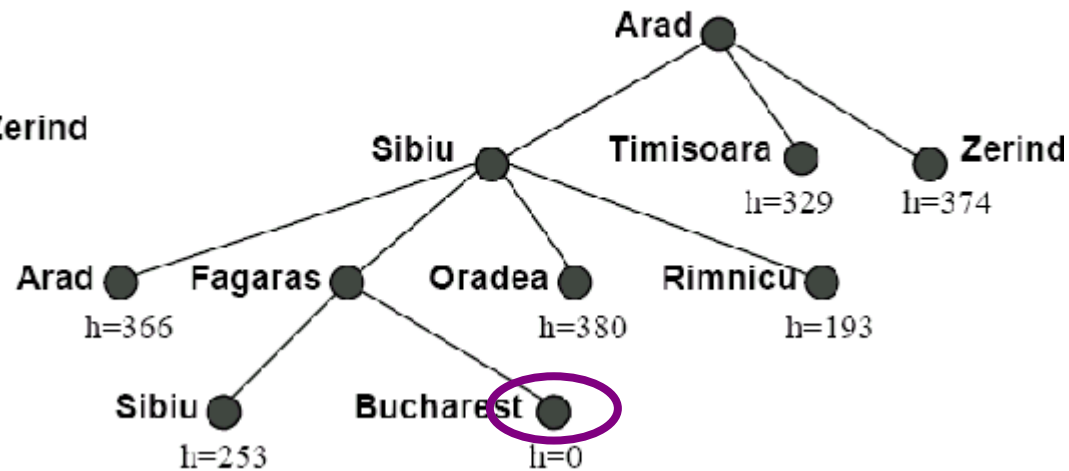 Arad
Zerind
Sibiu Timisoara Zerind
h=329 h=374
Arad Fagaras Oradea Rimnicu
h=366 h=380 h=193
Sibiu Bucharest
h=253 h=0